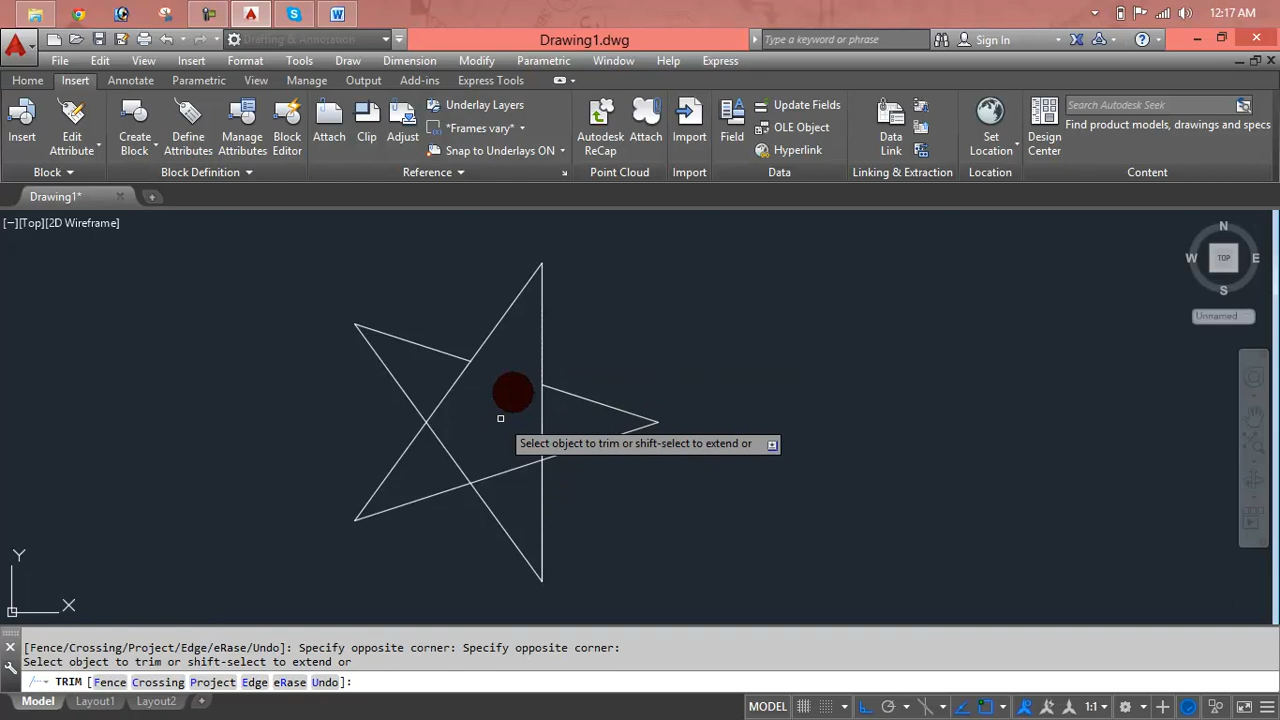 12:17 AM
Drafting & Annotation
Drawing1.dwg
Type a keyword or phrase
Sign In
File Edit View Insert Format Tools Draw Dimension Modify Parametric Window Help Express
Home Insert Annotate Parametric View Manage Output Add-ins Express Tools
Insert
Edit Attribute
Create Block
Define Attributes
Manage Attributes
Block Editor
Attach
Clip
Adjust
Underlay Layers
*Frames vary*
Snap to Underlays ON
Autodesk ReCap
Attach
Import
Field
Update Fields
OLE Object
Hyperlink
Data Link
Set Location
Design Center
Search Autodesk Seek
Find product models, drawings and specs
Block Block Definition Reference Point Cloud Import Data Linking & Extraction Location Content
Drawing1*
[−][Top][2D Wireframe]
N
W TOP E
S
Unnamed
Select object to trim or shift-select to extend or
Y
X
[Fence/Crossing/Project/Edge/eRase/Undo]: Specify opposite corner: Specify opposite corner:
Select object to trim or shift-select to extend or
TRIM [Fence Crossing Project Edge eRase Undo]:
Model Layout1 Layout2 +
MODEL 1:1